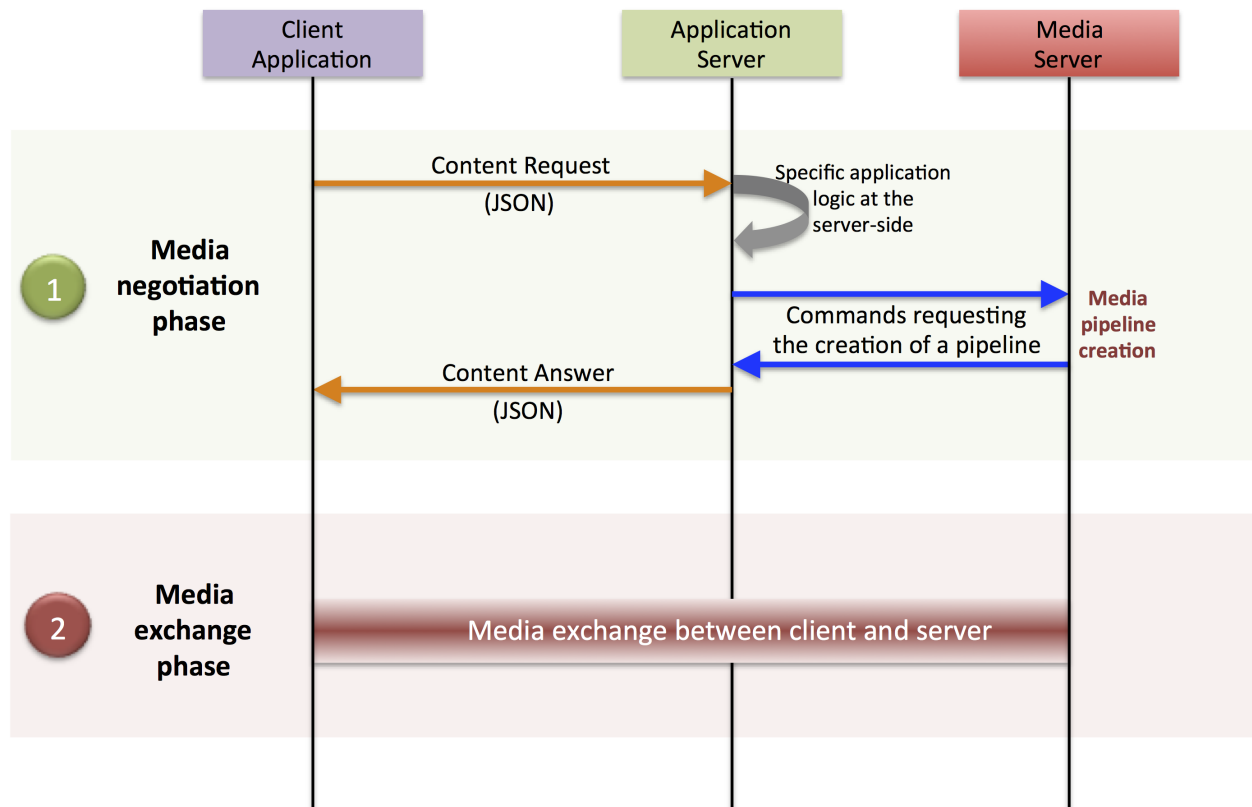 Client
Application
Application
Server
Media
Server
Content Request
(JSON)
Specific application
logic at the
server-side
1
Media
negotiation
phase
Commands requesting
the creation of a pipeline
Media
pipeline
creation
Content Answer
(JSON)
2
Media
exchange
phase
Media exchange between client and server